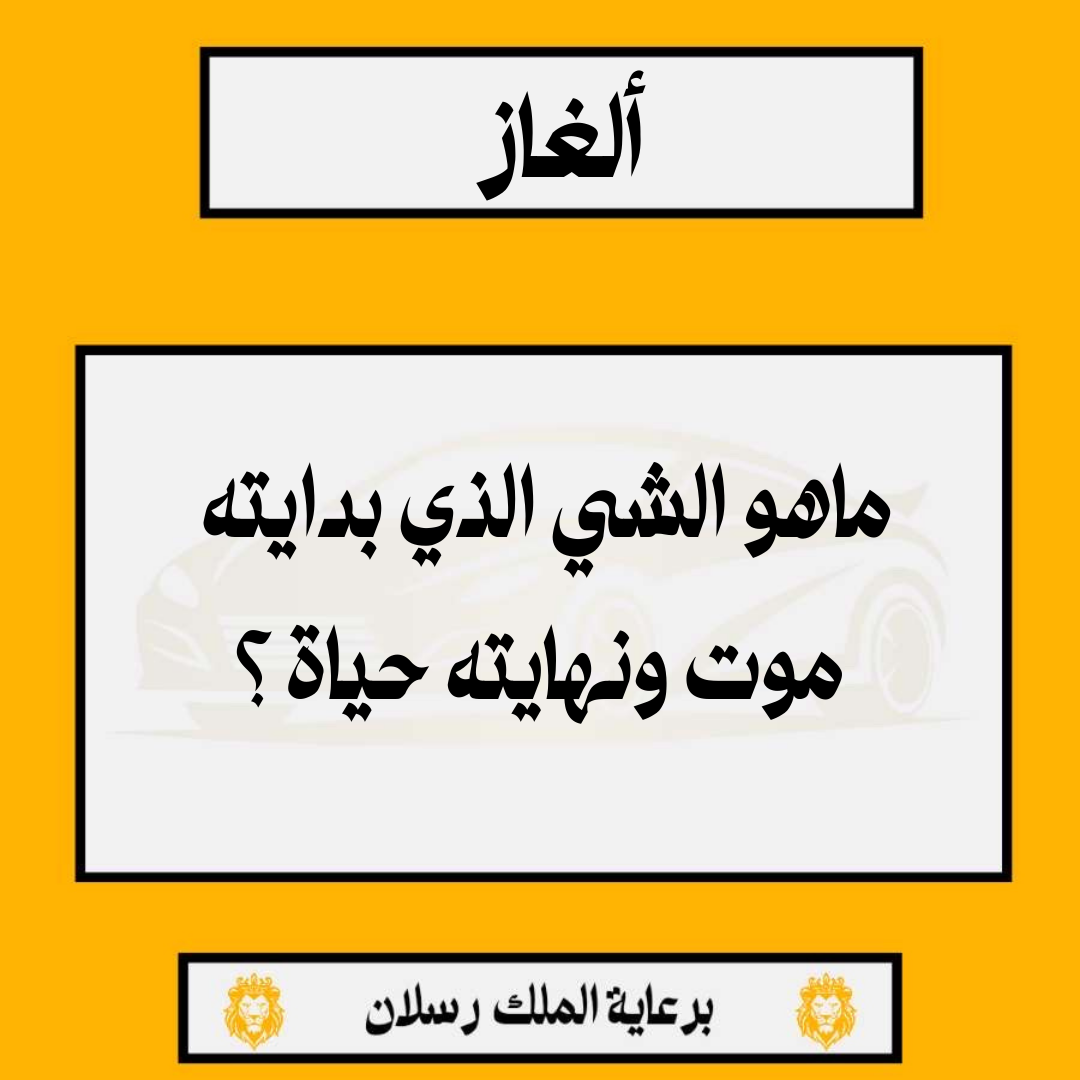 ألغاز
ماهو الشي الذي بدايته
موت ونهايته حياة ؟
برعاية الملك رسلان